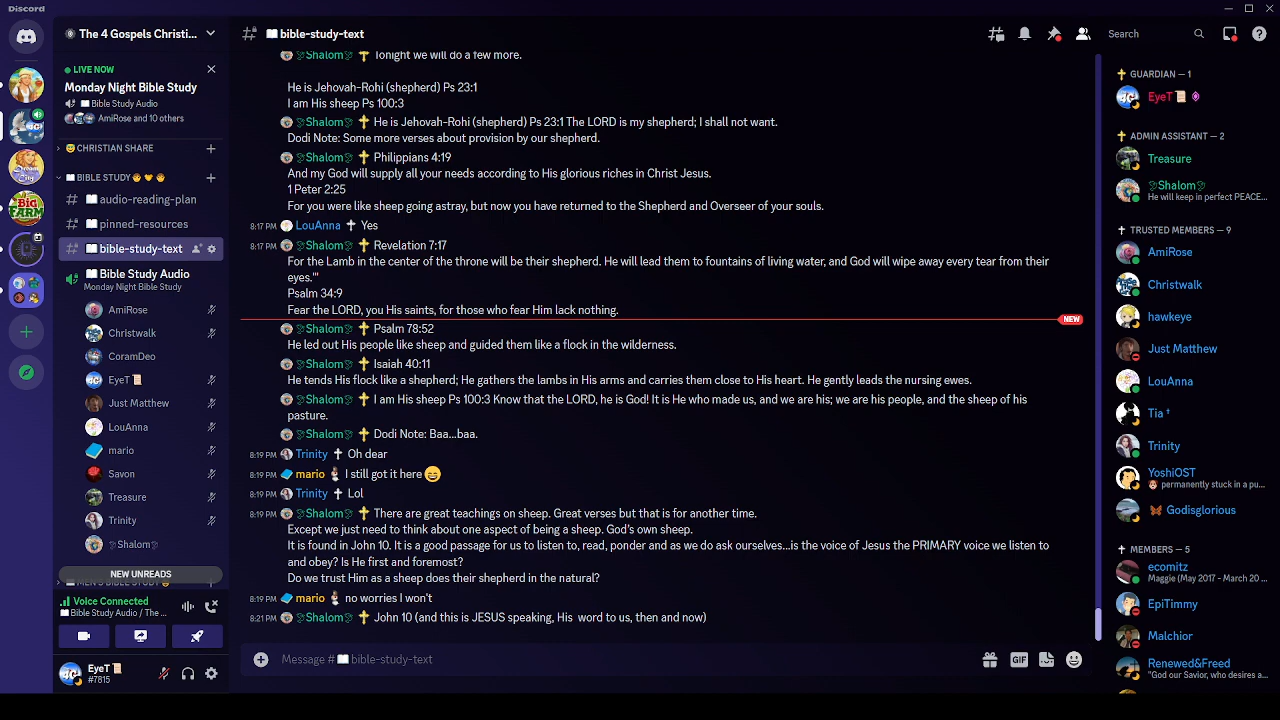 Discord
The 4 Gospels Christi...
LIVE NOW
Monday Night Bible Study
Bible Study Audio
AmiRose and 10 others
CHRISTIAN SHARE
BIBLE STUDY
audio-reading-plan
pinned-resources
bible-study-text
Bible Study Audio
Monday Night Bible Study
AmiRose
Christwalk
CoramDeo
EyeT
Just Matthew
LouAnna
mario
Savon
Treasure
Trinity
Shalom
NEW UNREADS
MEN'S BIBLE STUDY
Voice Connected
Bible Study Audio / The ...
EyeT
#7815
bible-study-text
Search
Shalom Tonight we will do a few more.
He is Jehovah-Rohi (shepherd) Ps 23:1
I am His sheep Ps 100:3
Shalom He is Jehovah-Rohi (shepherd) Ps 23:1 The LORD is my shepherd; I shall not want.
Dodi Note: Some more verses about provision by our shepherd.
Shalom Philippians 4:19
And my God will supply all your needs according to His glorious riches in Christ Jesus.
1 Peter 2:25
For you were like sheep going astray, but now you have returned to the Shepherd and Overseer of your souls.
8:17 PM LouAnna Yes
8:17 PM Shalom Revelation 7:17
For the Lamb in the center of the throne will be their shepherd. He will lead them to fountains of living water, and God will wipe away every tear from their
eyes.'"
Psalm 34:9
Fear the LORD, you His saints, for those who fear Him lack nothing.
NEW
Shalom Psalm 78:52
He led out His people like sheep and guided them like a flock in the wilderness.
Shalom Isaiah 40:11
He tends His flock like a shepherd; He gathers the lambs in His arms and carries them close to His heart. He gently leads the nursing ewes.
Shalom I am His sheep Ps 100:3 Know that the LORD, he is God! It is He who made us, and we are his; we are his people, and the sheep of his
pasture.
Shalom Dodi Note: Baa...baa.
8:19 PM Trinity Oh dear
8:19 PM mario I still got it here
8:19 PM Trinity Lol
8:19 PM Shalom There are great teachings on sheep. Great verses but that is for another time.
Except we just need to think about one aspect of being a sheep. God's own sheep.
It is found in John 10. It is a good passage for us to listen to, read, ponder and as we do ask ourselves...is the voice of Jesus the PRIMARY voice we listen to
and obey? Is He first and foremost?
Do we trust Him as a sheep does their shepherd in the natural?
8:19 PM mario no worries I won't
8:21 PM Shalom John 10 (and this is JESUS speaking, His word to us, then and now)
Message # bible-study-text
GIF
GUARDIAN — 1
EyeT
ADMIN ASSISTANT — 2
Treasure
Shalom
He will keep in perfect PEACE...
TRUSTED MEMBERS — 9
AmiRose
Christwalk
hawkeye
Just Matthew
LouAnna
Tia †
Trinity
YoshiOST
permanently stuck in a pu...
Godisglorious
MEMBERS — 5
ecomitz
Maggie (May 2017 - March 20 ...
EpiTimmy
Malchior
Renewed&Freed
"God our Savior, who desires a...